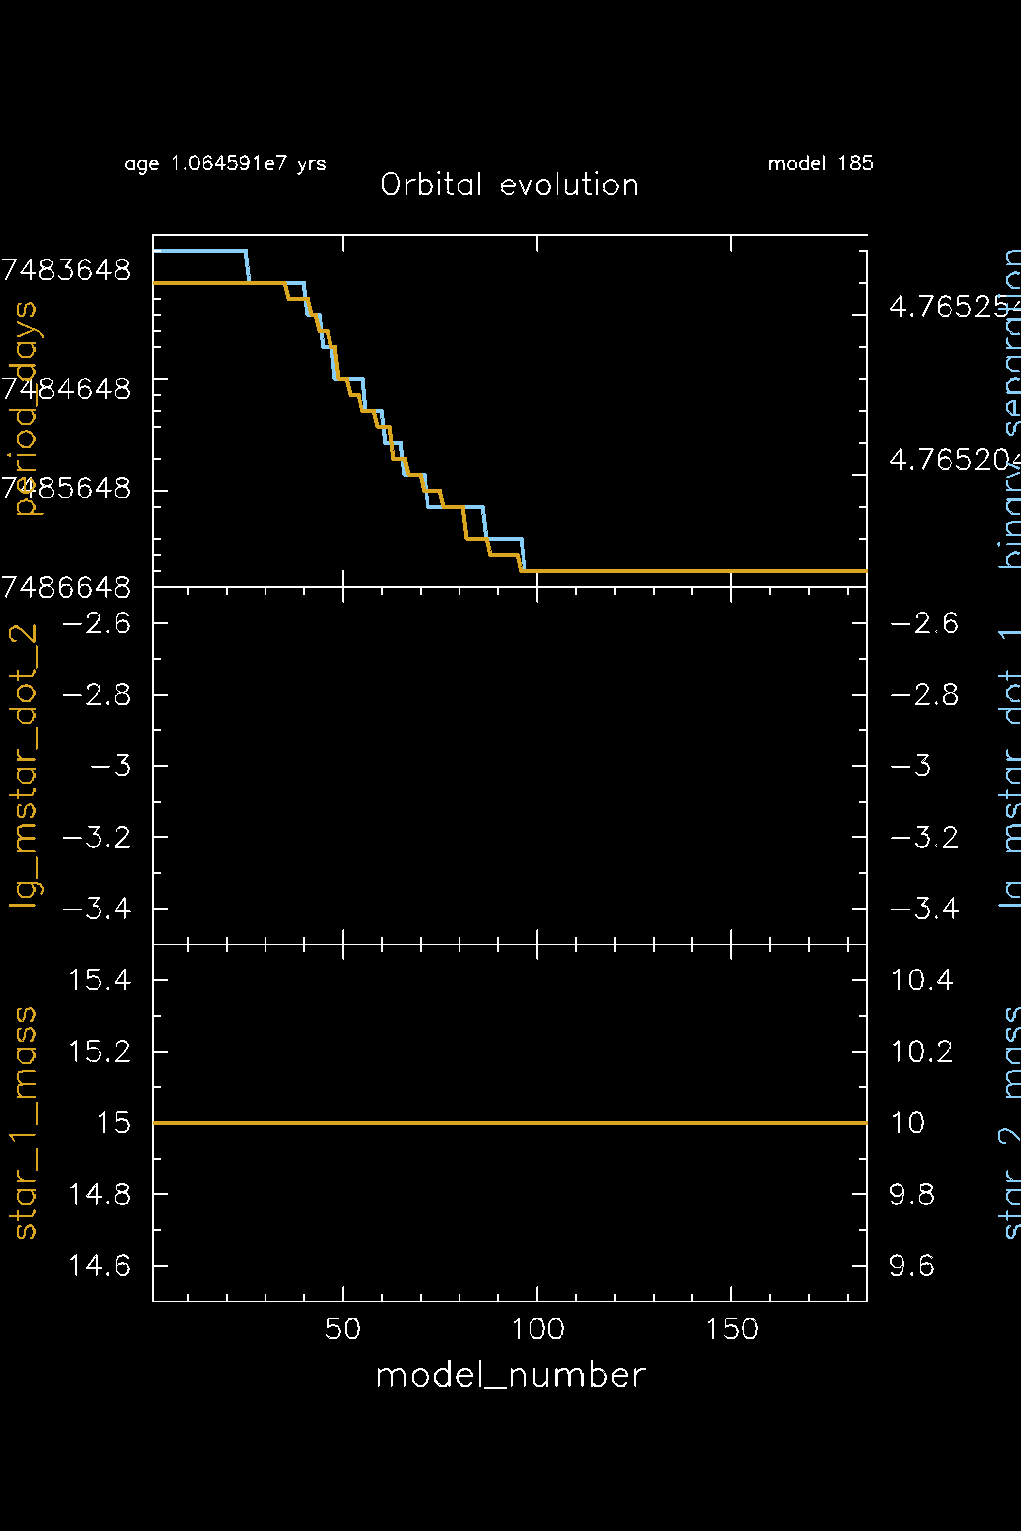 age 1.064591e7 yrs
model 185
Orbital evolution
period_days
7483648
7484648
7485648
7486648
4.765254
4.765204
binary_separation
lg_mstar_dot_2
−2.6
−2.8
−3
−3.2
−3.4
−2.6
−2.8
−3
−3.2
−3.4
lg_mstar_dot_1
star_1_mass
15.4
15.2
15
14.8
14.6
10.4
10.2
10
9.8
9.6
star_2_mass
50
100
150
model_number